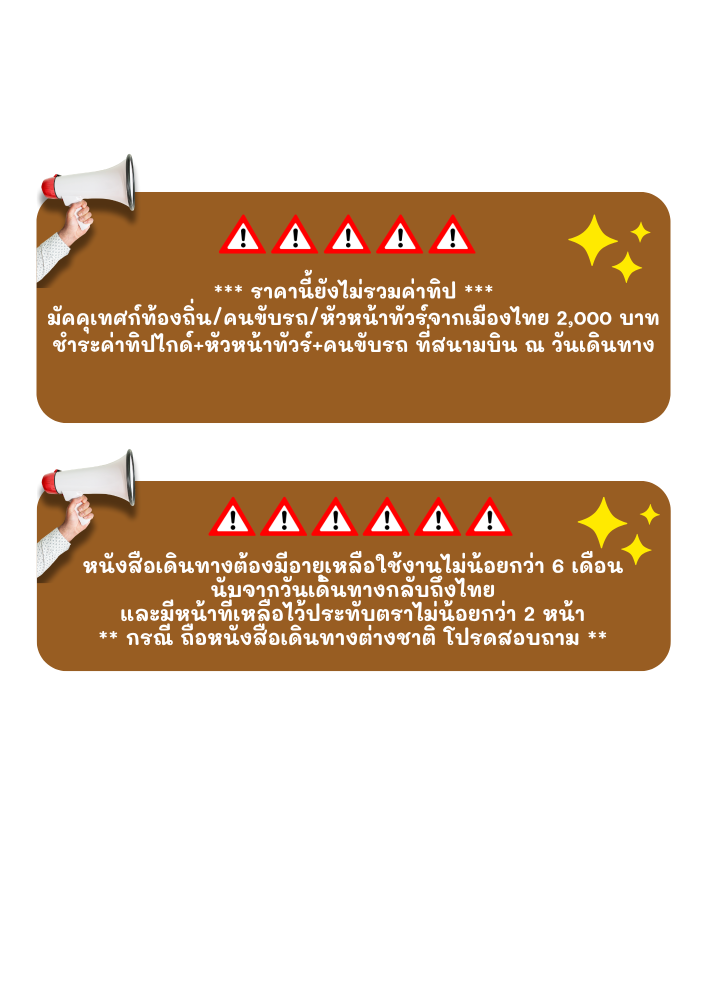 *** ราคานี้ยังไม่รวมค่าทิป ***
มัคคุเทศก์ท้องถิ่น/คนขับรถ/หัวหน้าทัวร์จากเมืองไทย 2,000 บาท
ชำระค่าทิปไกด์+หัวหน้าทัวร์+คนขับรถ ที่สนามบิน ณ วันเดินทาง
หนังสือเดินทางต้องมีอายุเหลือใช้งานไม่น้อยกว่า 6 เดือน
นับจากวันเดินทางกลับถึงไทย
และมีหน้าที่เหลือไว้ประทับตราไม่น้อยกว่า 2 หน้า
** กรณี ถือหนังสือเดินทางต่างชาติ โปรดสอบถาม **